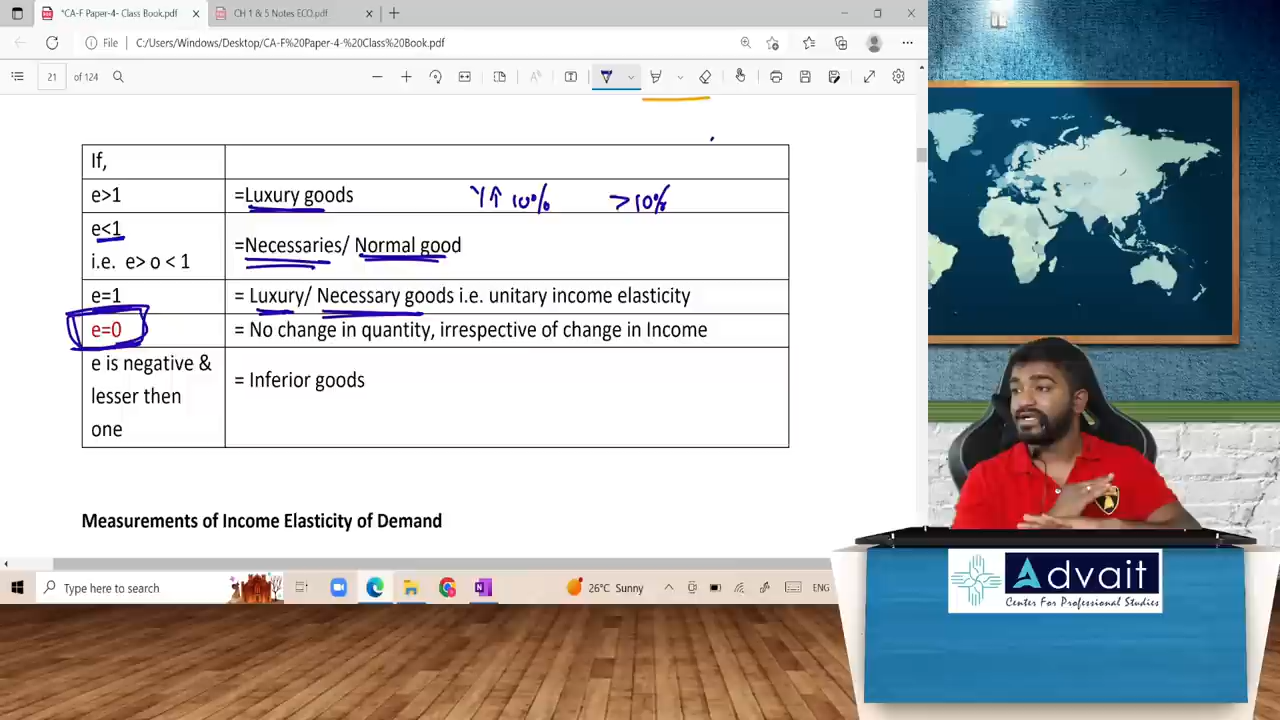 *CA-F Paper-4- Class Book.pdf
CH 1 & 5 Notes ECO.pdf
File
C:/Users/Windows/Desktop/CA-F%20Paper-4-%20Class%20Book.pdf
21 of 124
If,
e>1
=Luxury goods
Y↑ 10% >10%
e<1
i.e. e> o < 1
=Necessaries/ Normal good
e=1
= Luxury/ Necessary goods i.e. unitary income elasticity
e=0
= No change in quantity, irrespective of change in Income
e is negative &
lesser then
one
= Inferior goods
Measurements of Income Elasticity of Demand
Type here to search
26°C Sunny
ENG
Advait
Center For Professional Studies